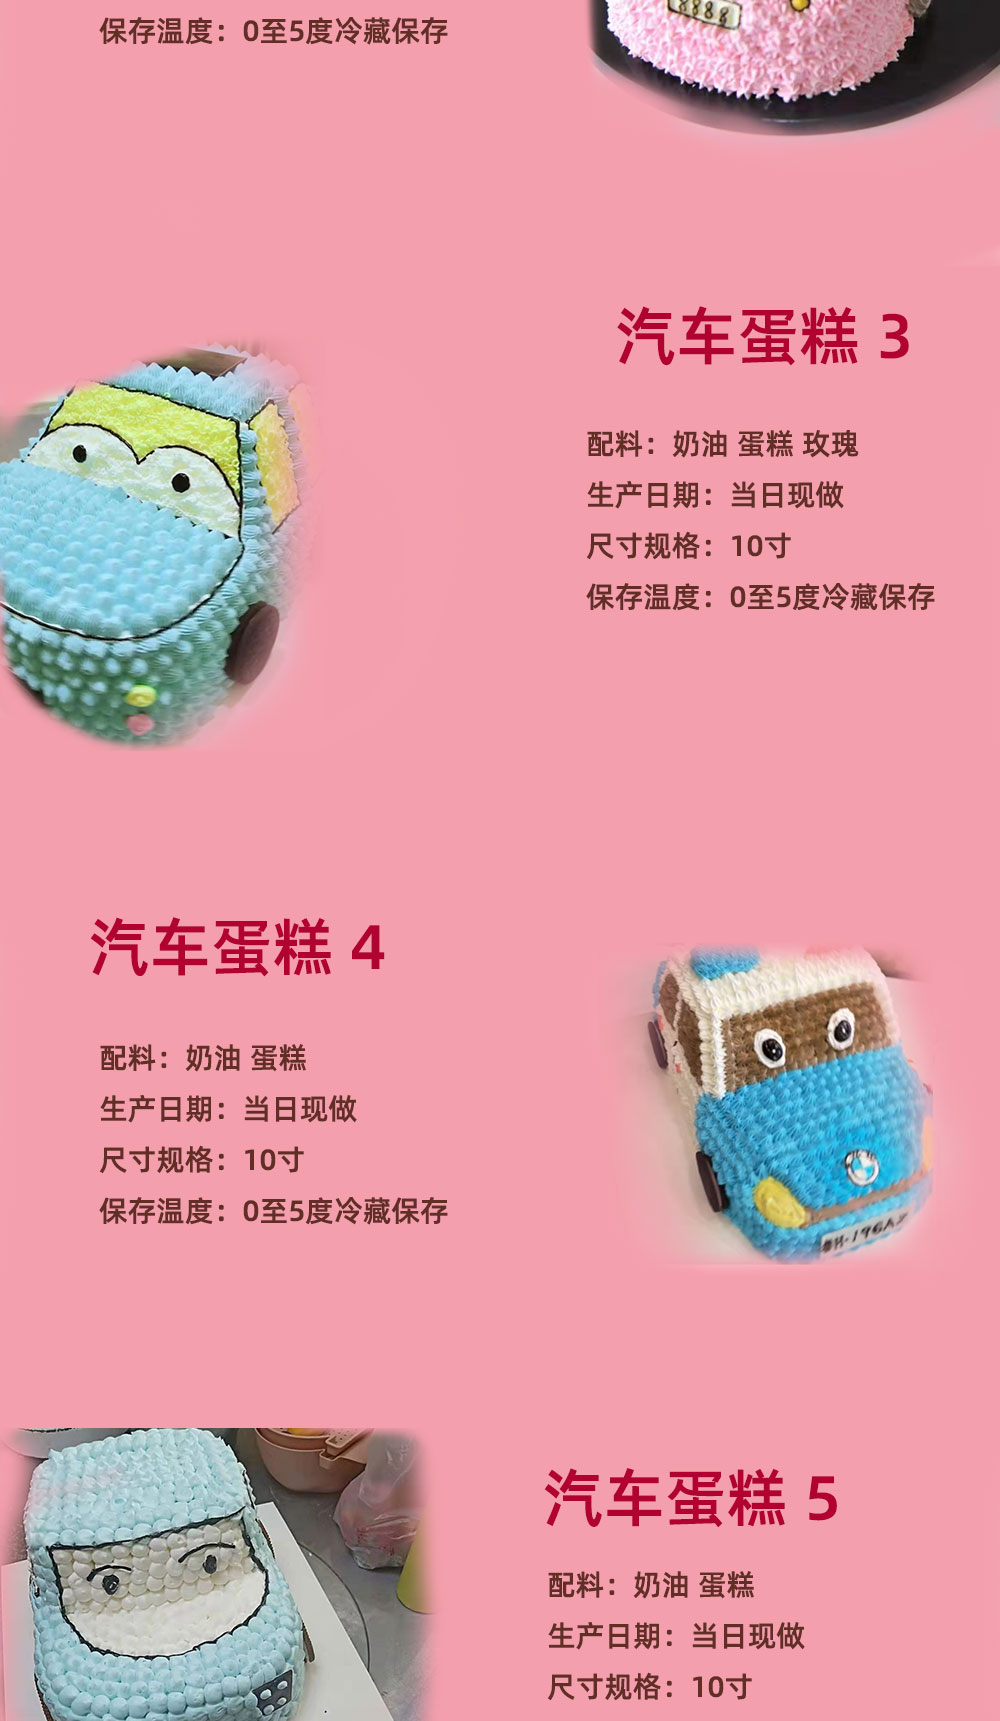 保存温度：0至5度冷藏保存
8888
汽车蛋糕 3
配料：奶油 蛋糕 玫瑰
生产日期：当日现做
尺寸规格：10寸
保存温度：0至5度冷藏保存
汽车蛋糕 4
配料：奶油 蛋糕
生产日期：当日现做
尺寸规格：10寸
保存温度：0至5度冷藏保存
汽车蛋糕 5
配料：奶油 蛋糕
生产日期：当日现做
尺寸规格：10寸